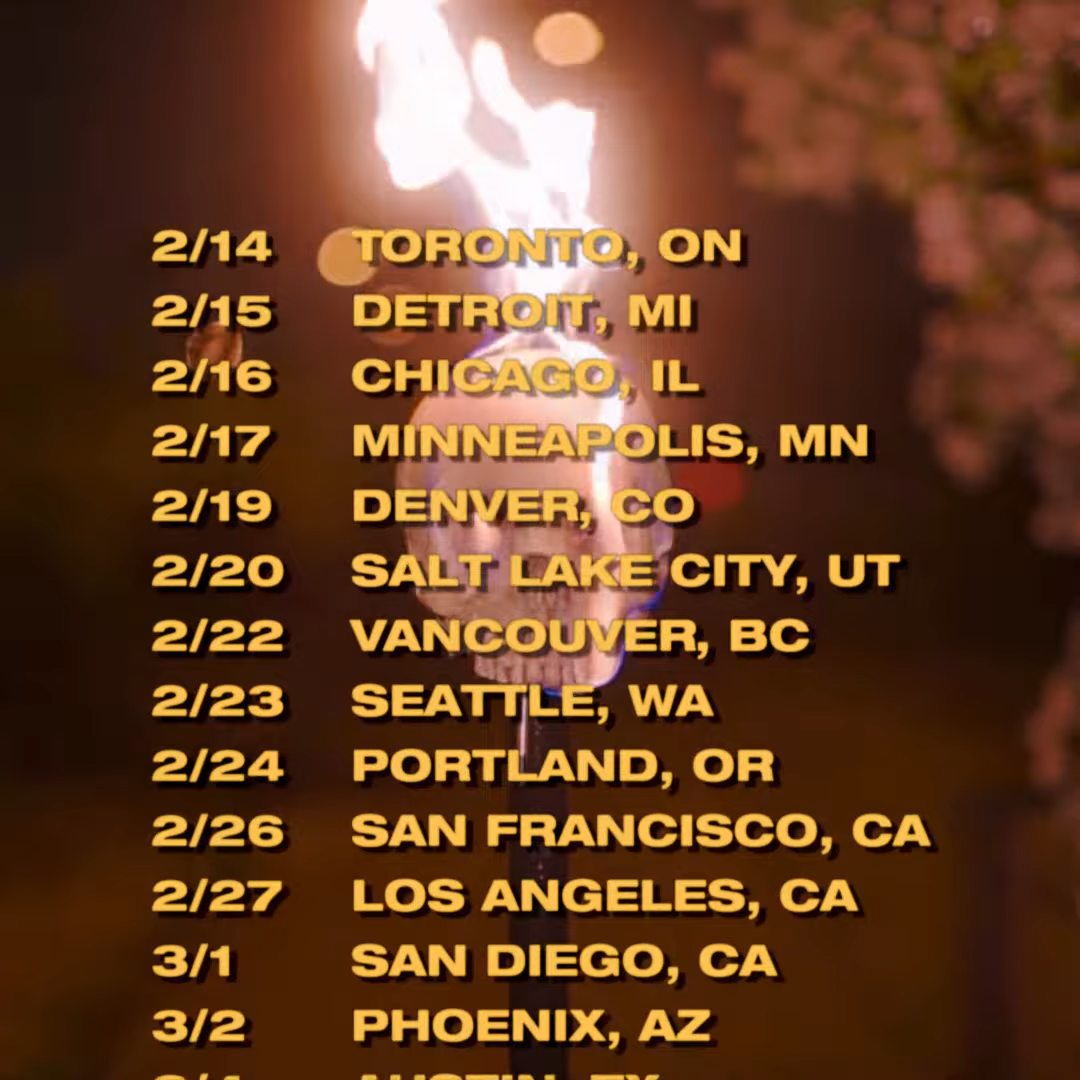 2/14 TORONTO, ON
2/15 DETROIT, MI
2/16 CHICAGO, IL
2/17 MINNEAPOLIS, MN
2/19 DENVER, CO
2/20 SALT LAKE CITY, UT
2/22 VANCOUVER, BC
2/23 SEATTLE, WA
2/24 PORTLAND, OR
2/26 SAN FRANCISCO, CA
2/27 LOS ANGELES, CA
3/1 SAN DIEGO, CA
3/2 PHOENIX, AZ
AUSTIN, TX